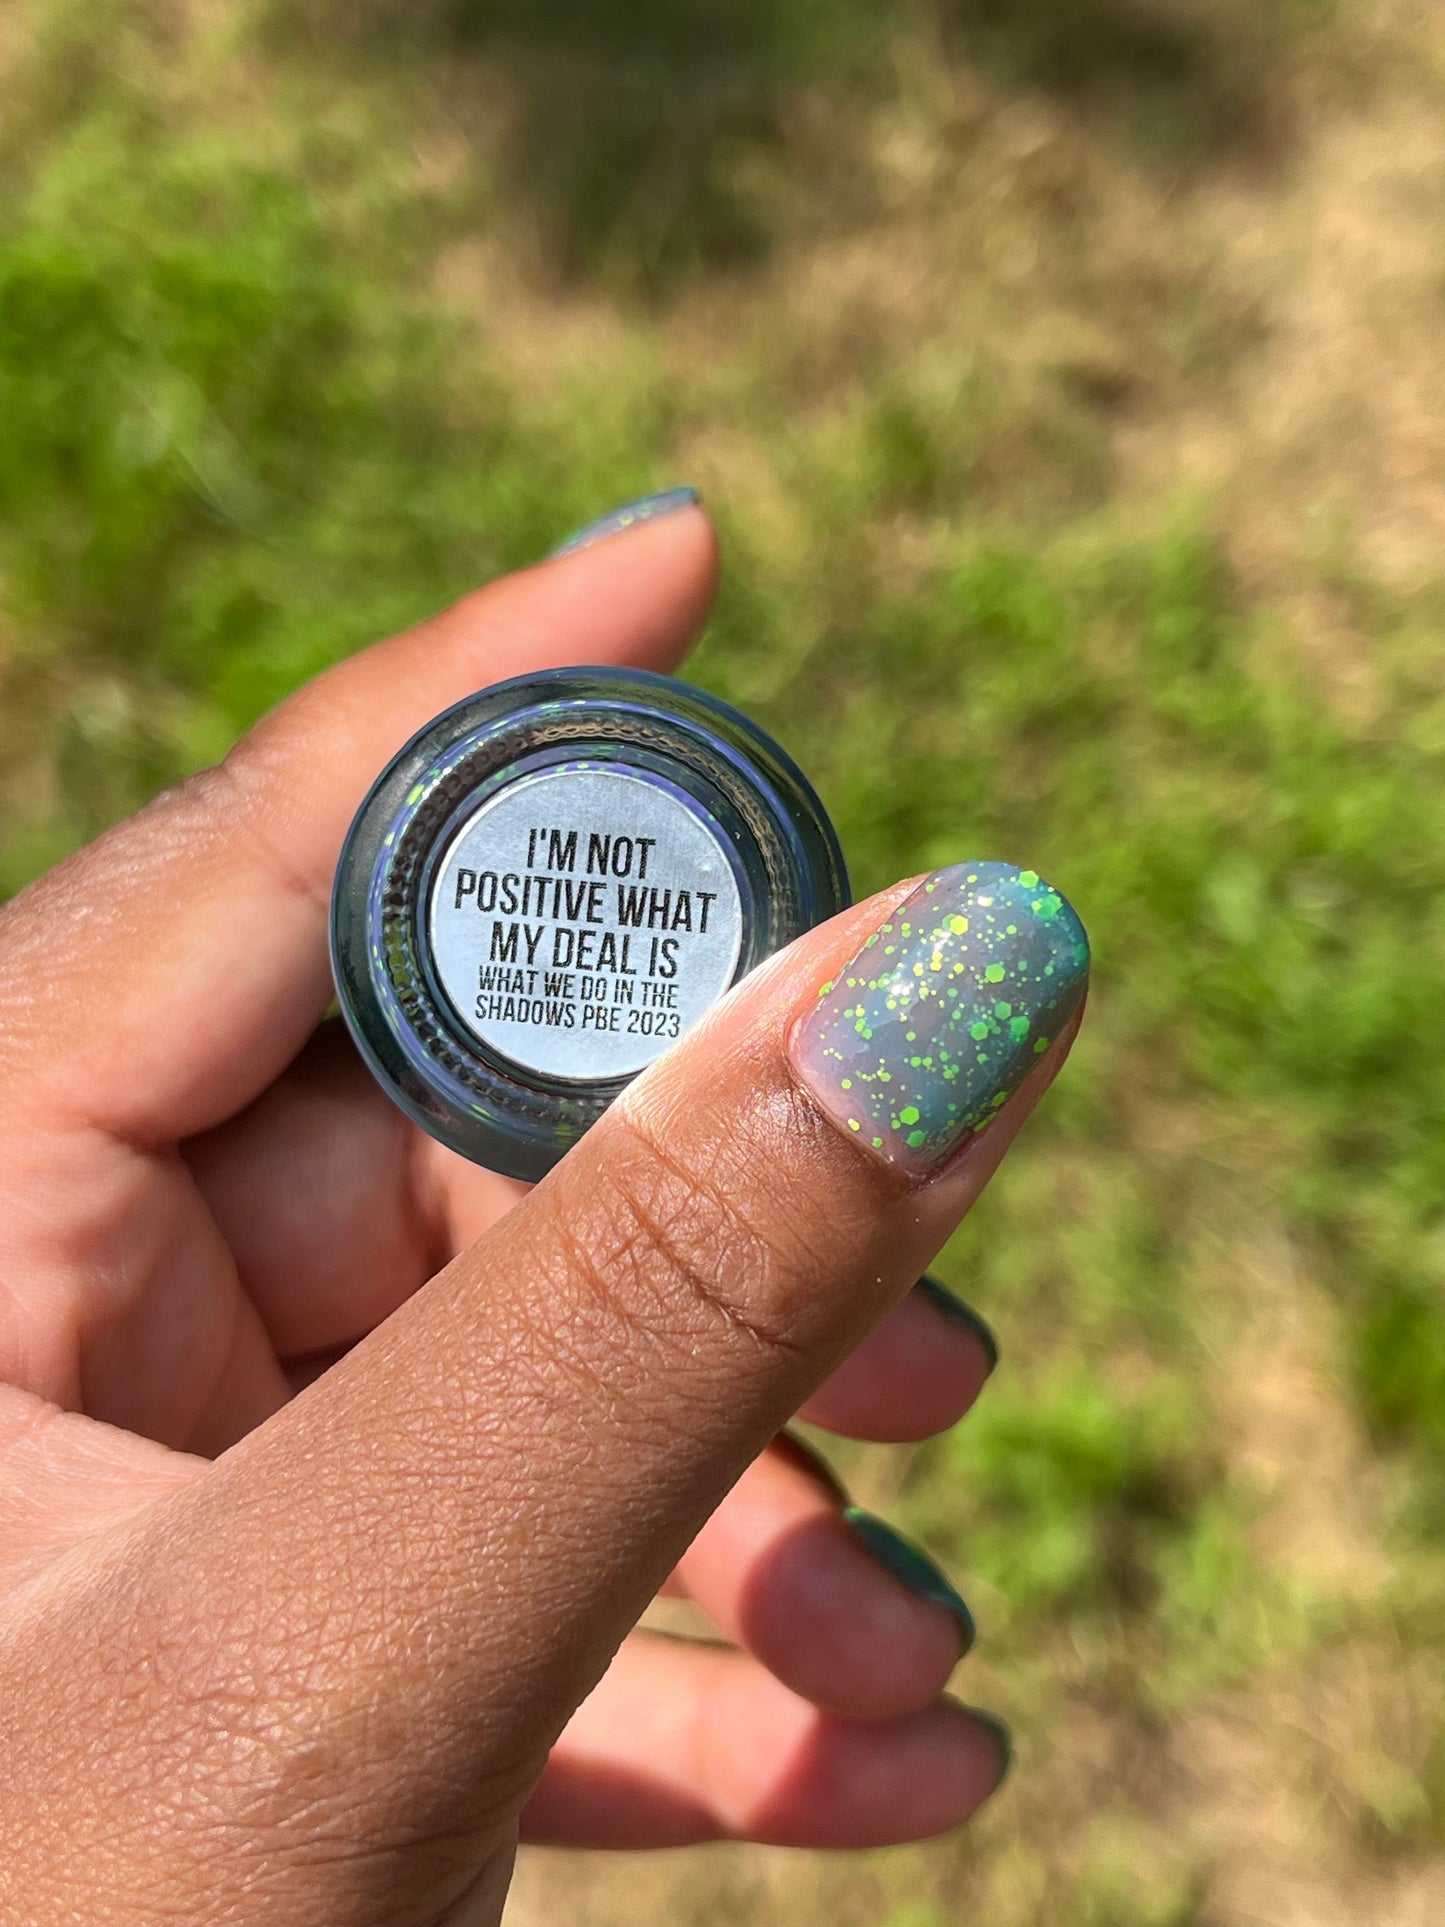 I'M NOT
POSITIVE WHAT
MY DEAL IS
WHAT WE DO IN THE
SHADOWS PBE 2023